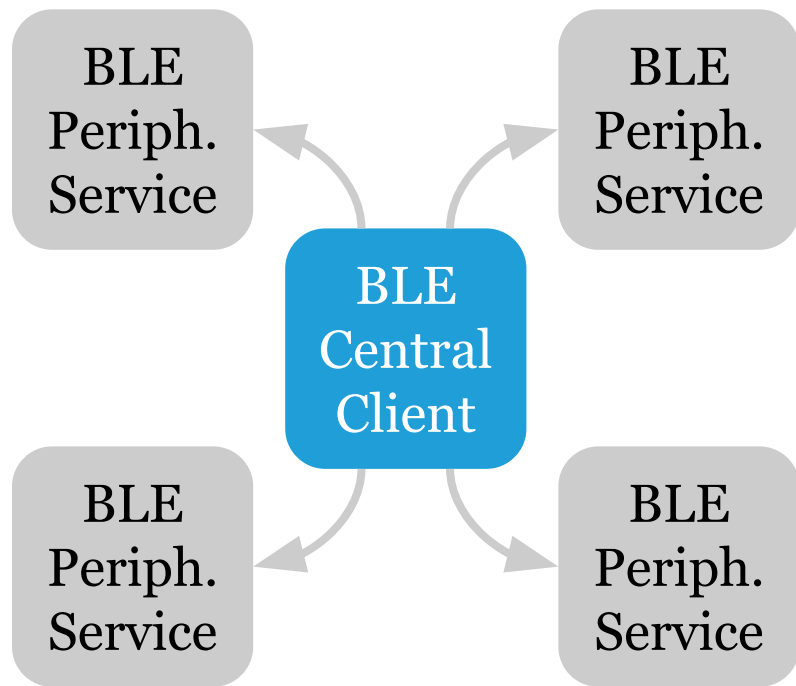 BLE
Periph.
Service
BLE
Periph.
Service
BLE
Central
Client
BLE
Periph.
Service
BLE
Periph.
Service